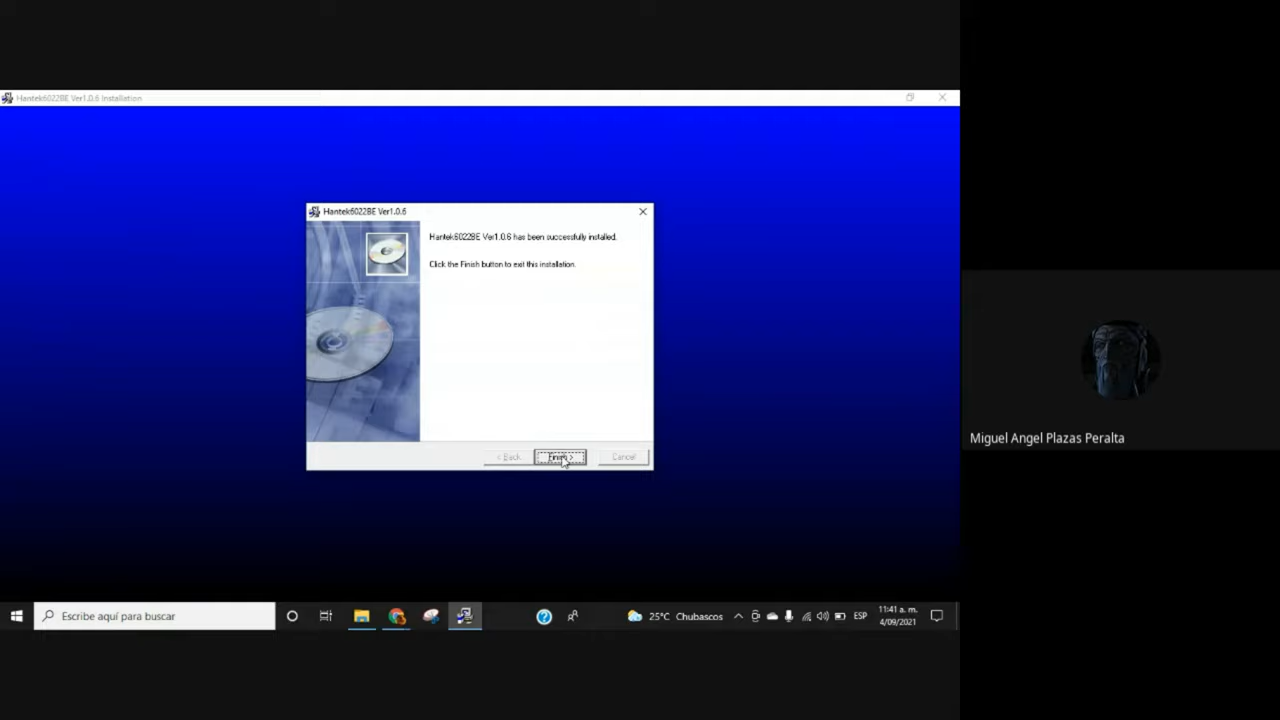 Hantek6022BE Ver1.0.6 Installation
Hantek6022BE Ver1.0.6
Hantek6022BE Ver1.0.6 has been successfully installed.
Click the Finish button to exit this installation.
< Back
Finish >
Cancel
Miguel Angel Plazas Peralta
Escribe aquí para buscar
25°C Chubascos
ESP
11:41 a. m.
4/09/2021